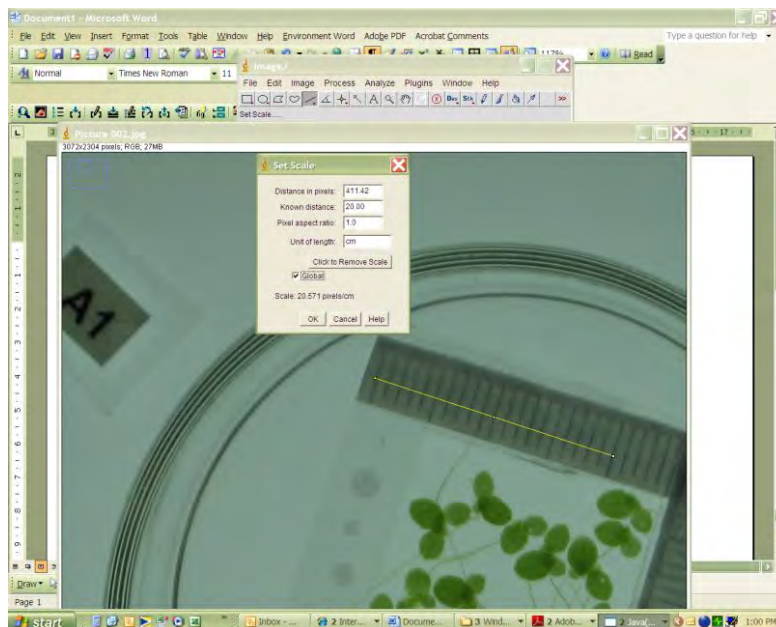 Document1 - Microsoft Word
File Edit View Insert Format Tools Table Window Help Environment Word Adobe PDF Acrobat Comments
Type a question for help
117% Read
Normal Times New Roman 11
ImageJ
File Edit Image Process Analyze Plugins Window Help
Dev Stk
Set Scale...
Picture 002.jpg
3072x2304 pixels; RGB; 27MB
Set Scale
Distance in pixels: 411.42
Known distance: 20.00
Pixel aspect ratio: 1.0
Unit of length: cm
Click to Remove Scale
Global
Scale: 20.571 pixels/cm
OK Cancel Help
A1
Draw
Page 1
start Inbox - ... 2 Inter... Docume... 3 Wind... 2 Adob... 2 Java(... 1:00 PM